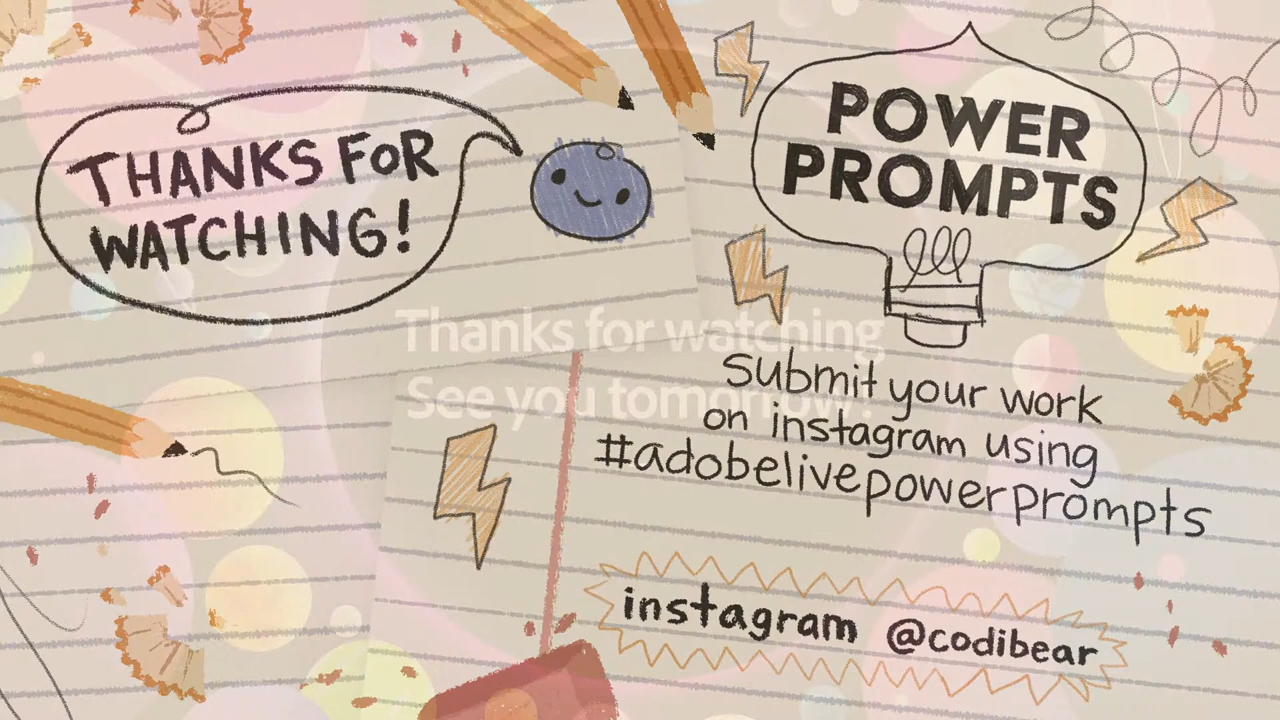 THANKS FOR
WATCHING!
POWER
PROMPTS
Thanks for watching
See you tomorrow!
Submit your work
on instagram using
#adobelivepowerprompts
instagram @codibear